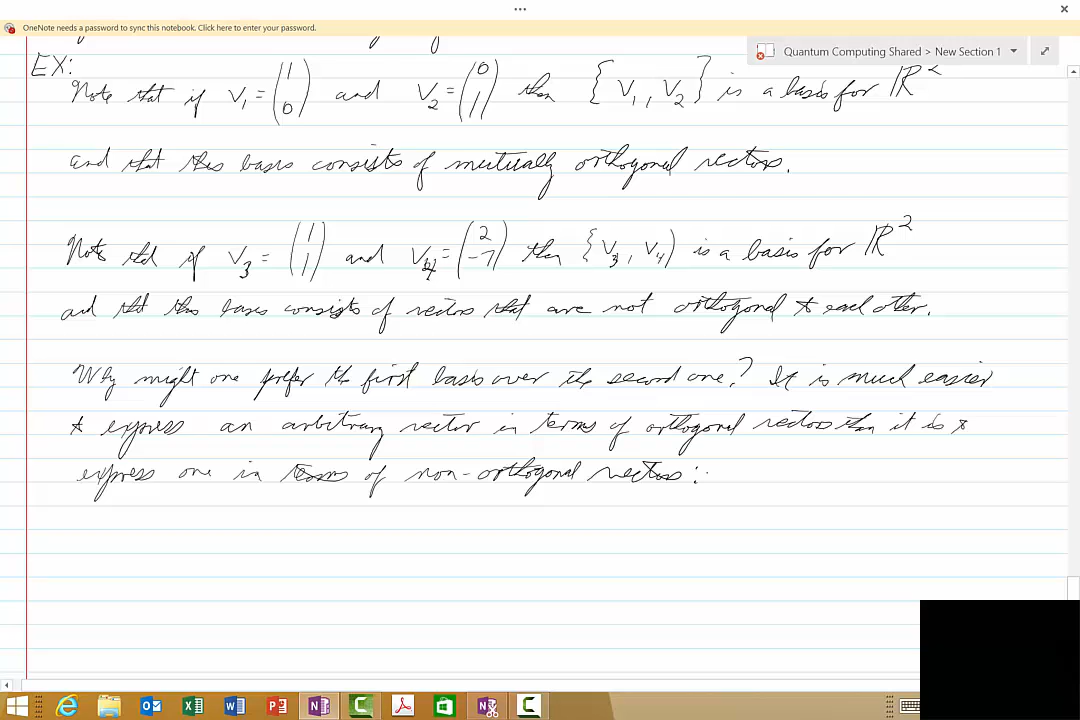 ...
OneNote needs a password to sync this notebook. Click here to enter your password.
Quantum Computing Shared > New Section 1
EX:
Note that if V₁ = (1 0) and V₂ = (0 1) then {V₁, V₂} is a basis for ℝ²
and that this basis consists of mutually orthogonal vectors.
Note that if V₃ = (1 1) and V₄ = (2 -7) then {V₃, V₄) is a basis for ℝ²
and that this basis consists of vectors that are not orthogonal to each other.
Why might one prefer the first basis over the second one? It is much easier
to express an arbitrary vector in terms of orthogonal vectors than it is to
express one in terms of non-orthogonal vectors: